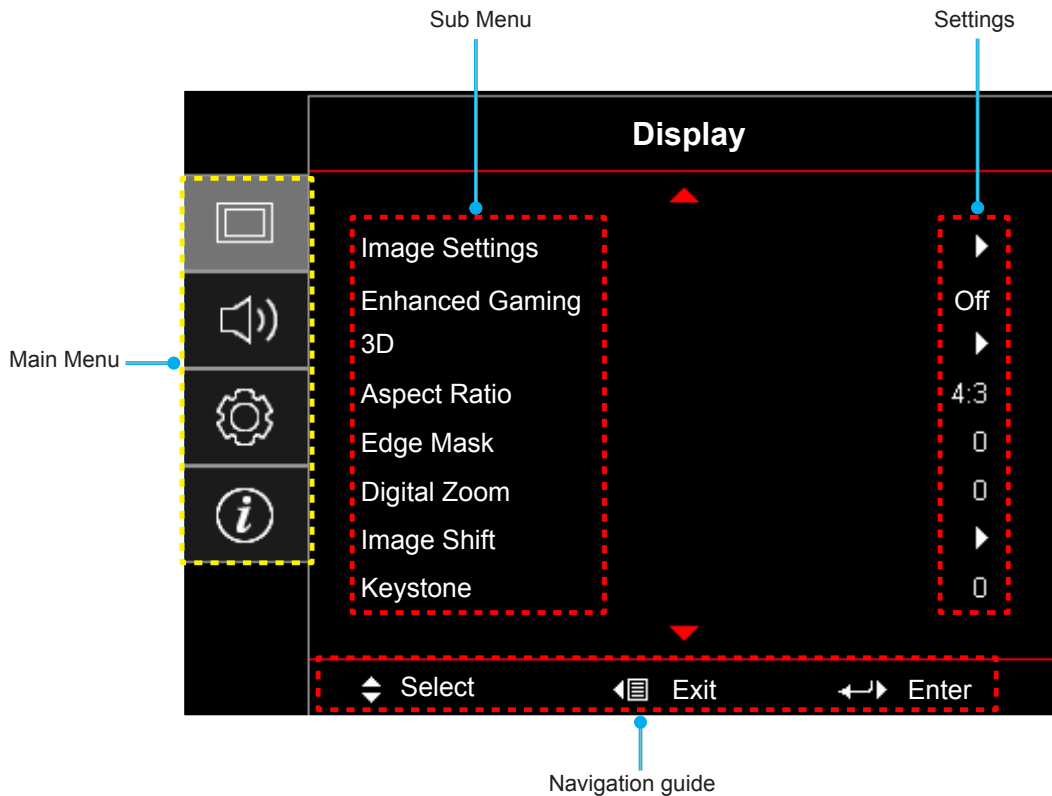 Sub Menu
Settings
Display
Image Settings
Enhanced Gaming Off
3D
Main Menu
Aspect Ratio 4:3
Edge Mask 0
Digital Zoom 0
Image Shift
Keystone 0
Select Exit Enter
Navigation guide